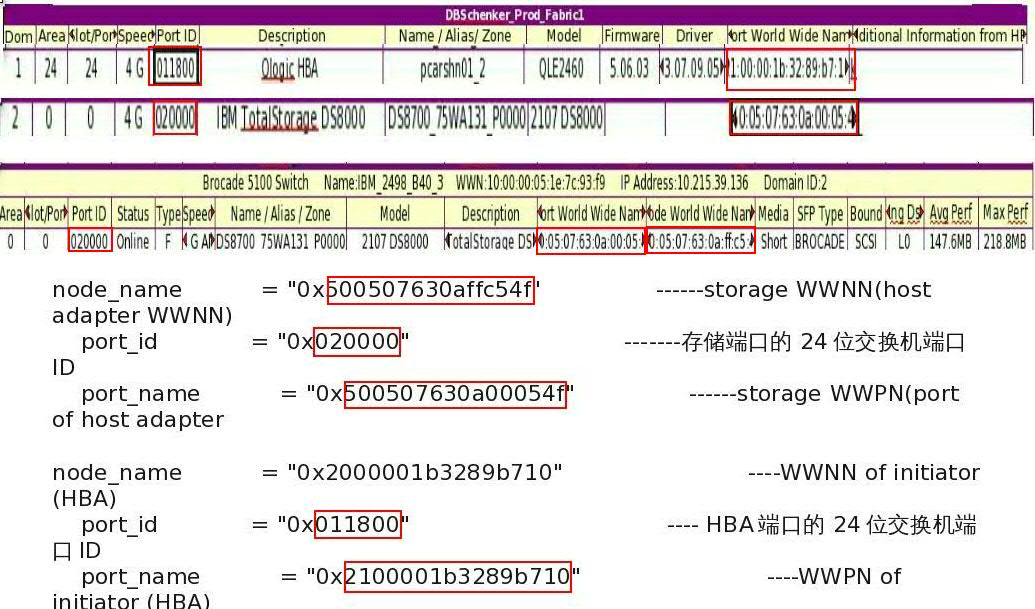 DBSchenker_Prod_Fabric1
Dom Area Slot/Port Speed Port ID Description Name / Alias/ Zone Model Firmware Driver ort World Wide Nam ditional Information from H
1 24 24 4 G 011800 Qlogic HBA pcarshn01_2 QLE2460 5.06.03 3.07.09.05 1:00:00:1b:32:89:b7:1
2 0 0 4 G 020000 IBM TotalStorage DS8000 DS8700_75WA131_P0000 2107 DS8000 0:05:07:63:0a:00:05:4
Brocade 5100 Switch Name:IBM_2498_B40_3 WWN:10:00:00:05:1e:7c:93:f9 IP Address:10.215.39.136 Domain ID:2
Area lot/Port Port ID Status Type Speed Name / Alias / Zone Model Description ort World Wide Nam de World Wide Nam Media SFP Type Bound ng Ds Avg Perf Max Perf
0 0 020000 Online F 4 G A DS8700 75WA131 P0000 2107 DS8000 TotalStorage DS 0:05:07:63:0a:00:05: 0:05:07:63:0a:ff:c5: Short BROCADE SCSI L0 147.6MB 218.8MB
node_name = "0x500507630affc54f" ------storage WWNN(host
adapter WWNN)
port_id = "0x020000" -------存储端口的 24 位交换机端口
ID
port_name = "0x500507630a00054f" ------storage WWPN(port
of host adapter
node_name = "0x2000001b3289b710" ----WWNN of initiator
(HBA)
port_id = "0x011800" ---- HBA端口的 24 位交换机端
口 ID
port_name = "0x2100001b3289b710" ----WWPN of
initiator (HBA)